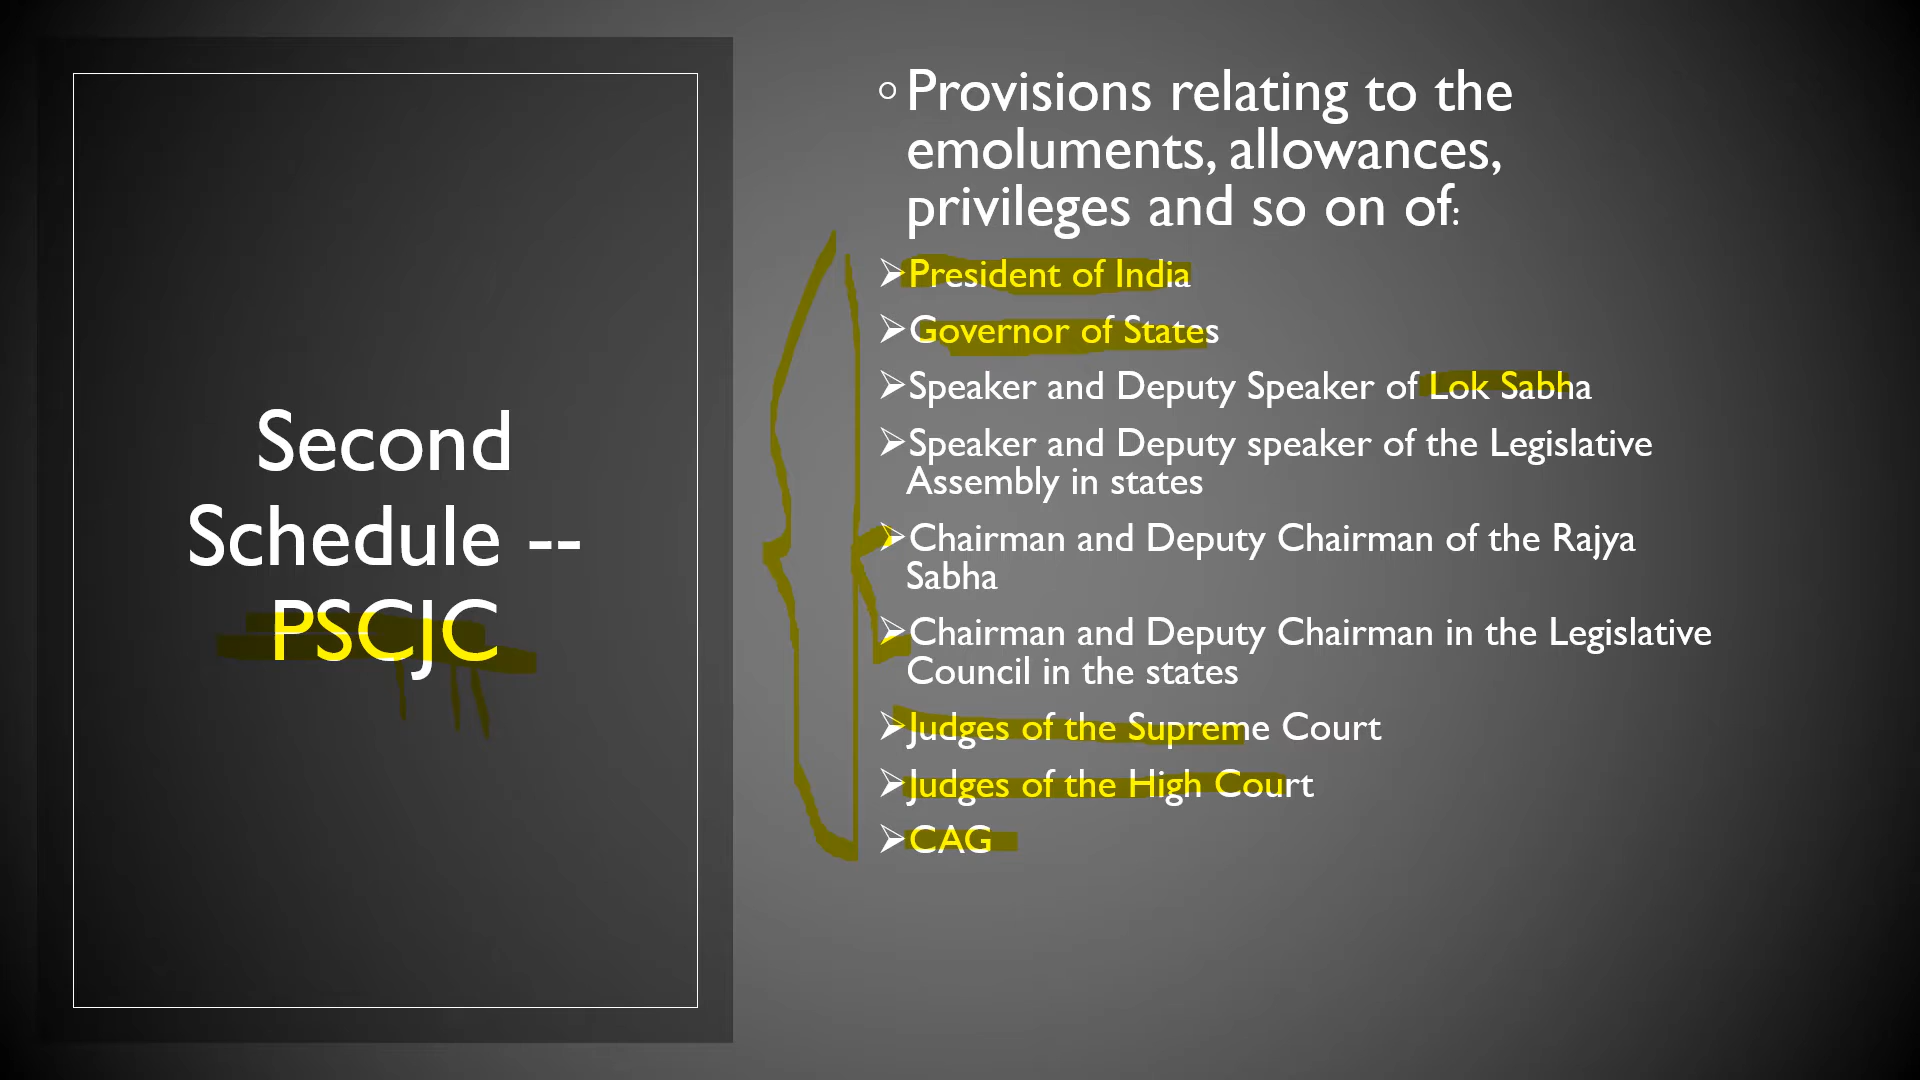 Second
Schedule --
PSCJC
Provisions relating to the
emoluments, allowances,
privileges and so on of:
President of India
Governor of States
Speaker and Deputy Speaker of Lok Sabha
Speaker and Deputy speaker of the Legislative
Assembly in states
Chairman and Deputy Chairman of the Rajya
Sabha
Chairman and Deputy Chairman in the Legislative
Council in the states
Judges of the Supreme Court
Judges of the High Court
CAG